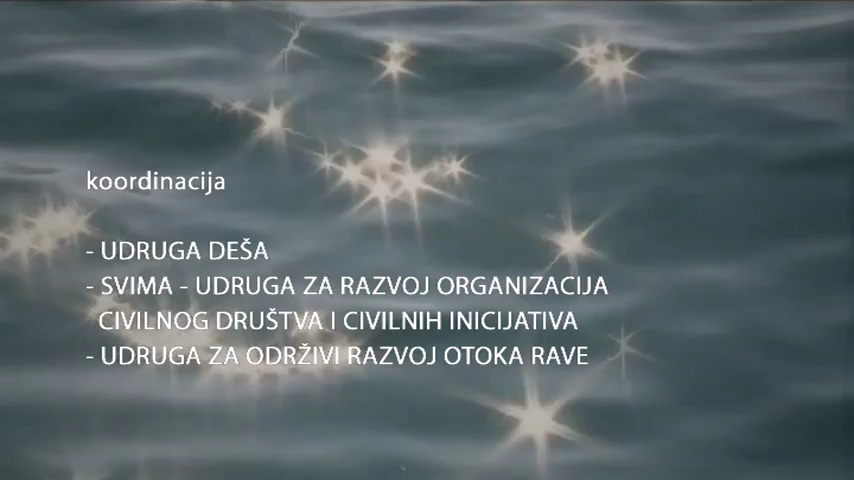 koordinacija
- UDRUGA DEŠA
- SVIMA - UDRUGA ZA RAZVOJ ORGANIZACIJA
CIVILNOG DRUŠTVA I CIVILNIH INICIJATIVA
- UDRUGA ZA ODRŽIVI RAZVOJ OTOKA RAVE